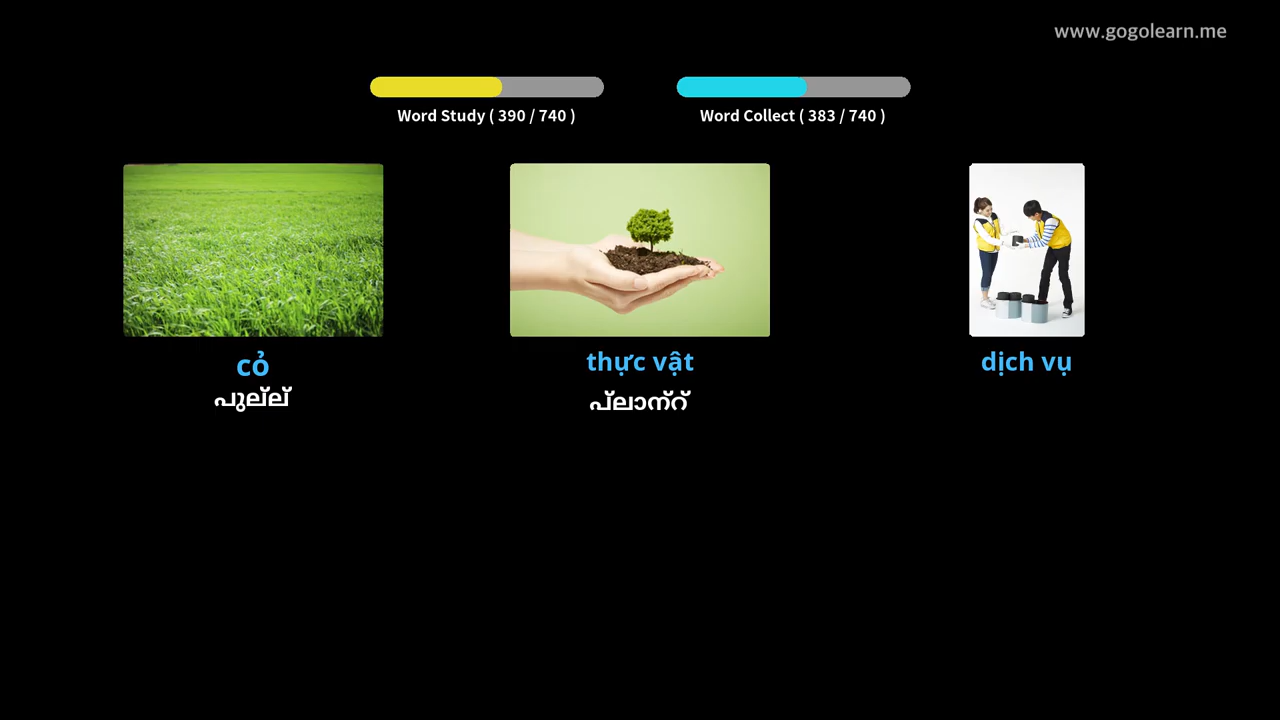 www.gogolearn.me
Word Study ( 390 / 740 )
Word Collect ( 383 / 740 )
cỏ
പുല്ല്
thực vật
പ്ലാന്റ്
dịch vụ